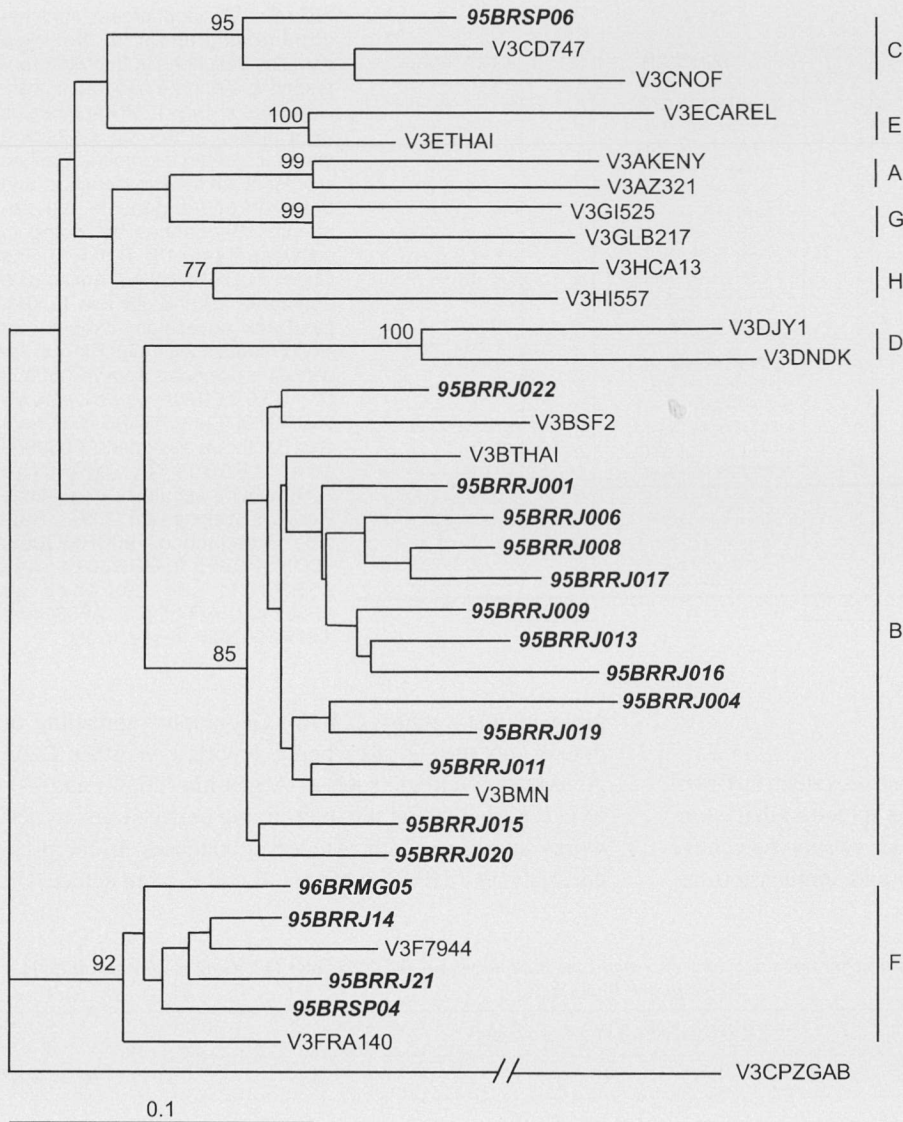 95
95BRSP06
V3CD747
V3CNOF
C
100
V3ECAREL
V3ETHAI
E
99
V3AKENY
V3AZ321
A
99
V3GI525
V3GLB217
G
77
V3HCA13
V3HI557
H
100
V3DJY1
V3DNDK
D
95BRRJ022
V3BSF2
V3BTHAI
95BRRJ001
95BRRJ006
95BRRJ008
95BRRJ017
95BRRJ009
95BRRJ013
95BRRJ016
85
B
95BRRJ004
95BRRJ019
95BRRJ011
V3BMN
95BRRJ015
95BRRJ020
96BRMG05
95BRRJ14
V3F7944
92
95BRRJ21
95BRSP04
V3FRA140
F
V3CPZGAB
0.1